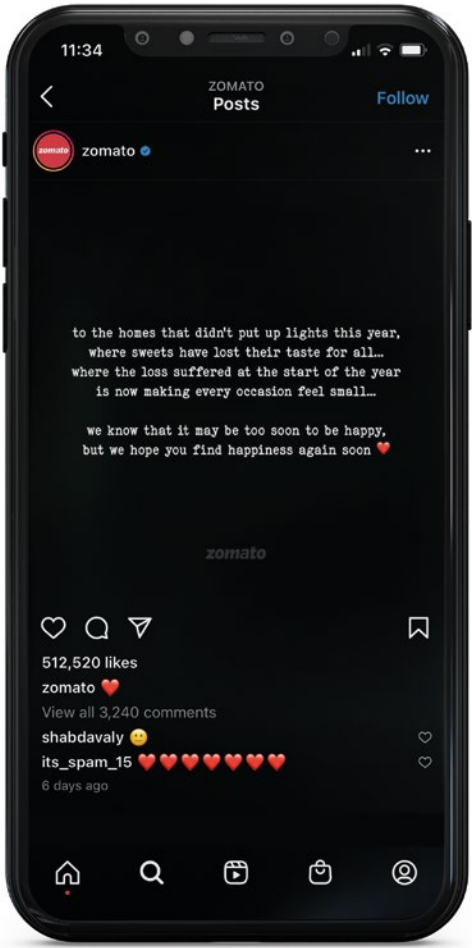 11:34
ZOMATO
Posts
Follow
zomato
zomato
to the homes that didn't put up lights this year,
where sweets have lost their taste for all...
where the loss suffered at the start of the year
is now making every occasion feel small...
we know that it may be too soon to be happy,
but we hope you find happiness again soon ❤️
zomato
512,520 likes
zomato ❤️
View all 3,240 comments
shabdavaly 🙂
its_spam_15 ❤️❤️❤️❤️❤️❤️❤️
6 days ago